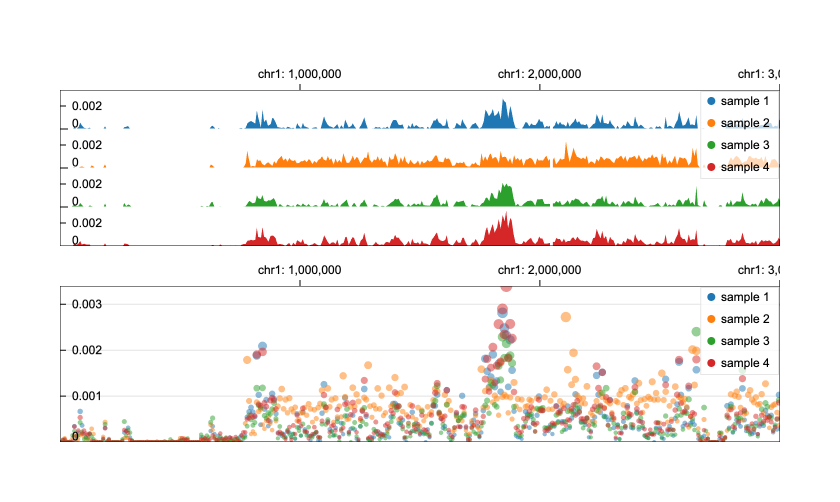 chr1: 1,000,000 chr1: 2,000,000 chr1: 3,0
0.002 sample 1
0 sample 2
0.002
0 sample 3
0.002 sample 4
0
0.002
0
chr1: 1,000,000 chr1: 2,000,000 chr1: 3,0
0.003 sample 1
sample 2
sample 3
0.002 sample 4
0.001
0